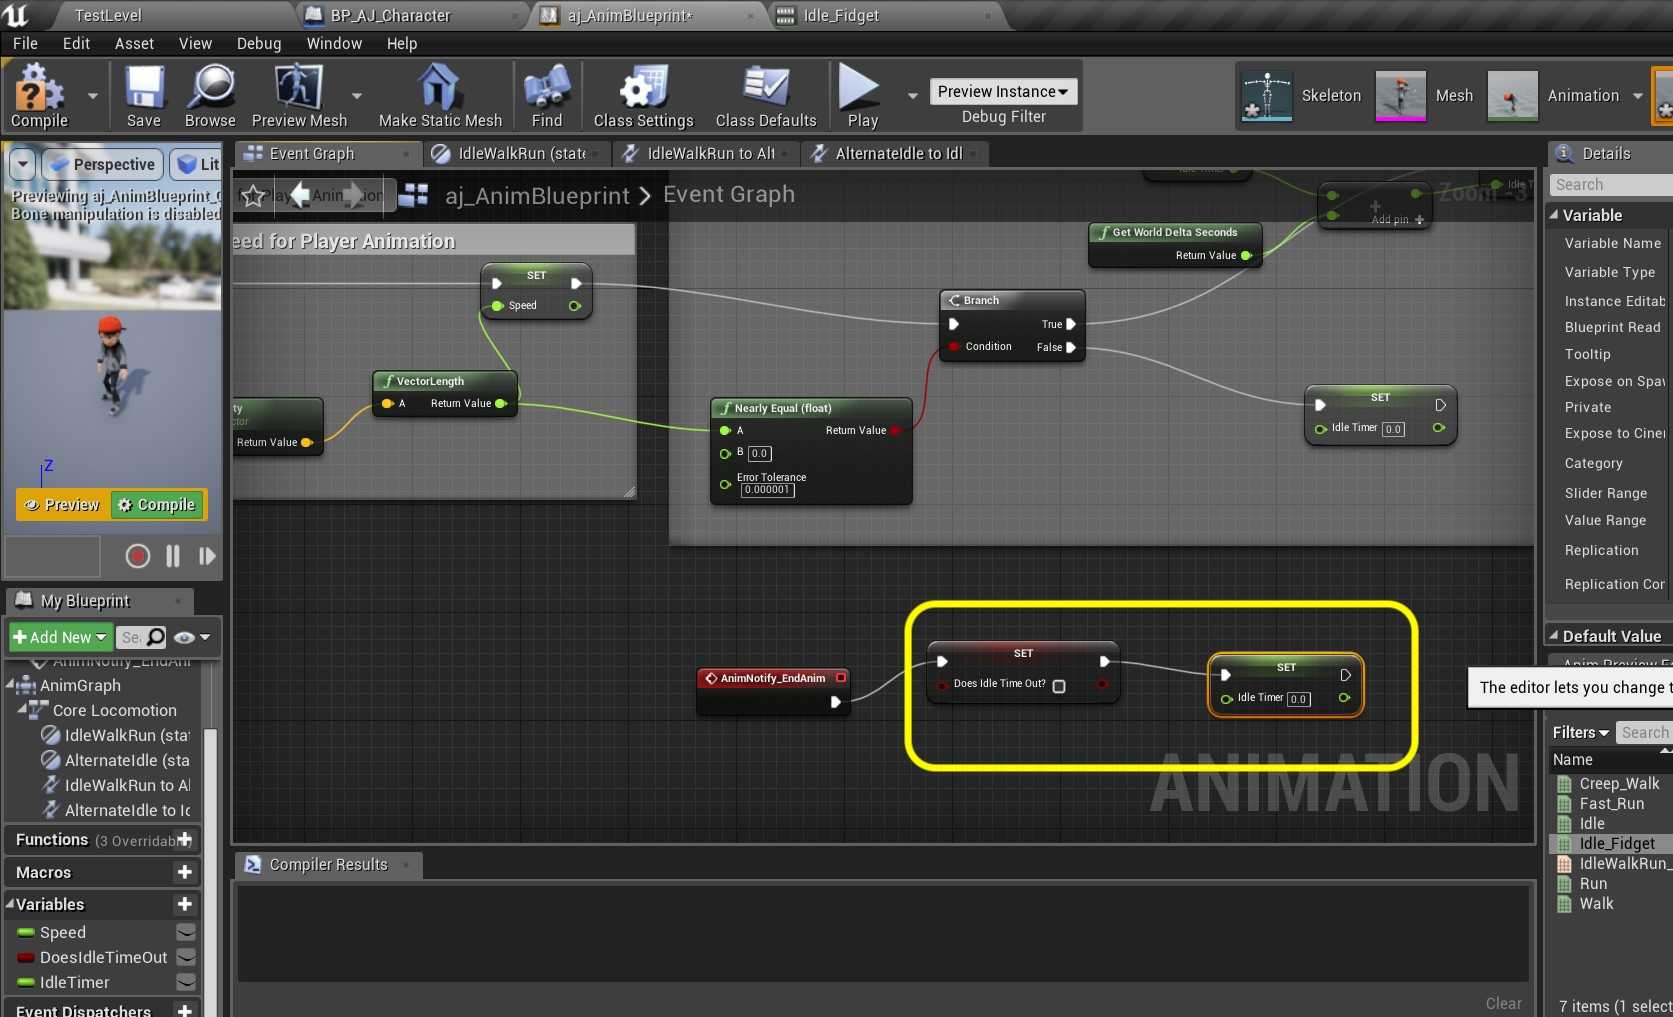 TestLevel
BP_AJ_Character
aj_AnimBlueprint*
Idle_Fidget
File Edit Asset View Debug Window Help
Compile
Save
Browse
Preview Mesh
Make Static Mesh
Find
Class Settings
Class Defaults
Play
Preview Instance
Debug Filter
Skeleton
Mesh
Animation
Perspective
Lit
Previewing aj_AnimBlueprint_C
Bone manipulation is disabled
Z
Preview
Compile
Event Graph
IdleWalkRun (state
IdleWalkRun to Alt
AlternateIdle to Idl
aj_AnimBlueprint > Event Graph
Zoom -3
eed for Player Animation
SET
Speed
VectorLength
A Return Value
Return Value
Nearly Equal (float)
A Return Value
B 0.0
Error Tolerance
0.000001
Branch
True
Condition False
Get World Delta Seconds
Return Value
Add pin +
SET
Idle Timer 0.0
AnimNotify_EndAnim
SET
Does Idle Time Out?
SET
Idle Timer 0.0
ANIMATION
My Blueprint
+ Add New
AnimNotify_EndAni
AnimGraph
Core Locomotion
IdleWalkRun (stat
AlternateIdle (sta
IdleWalkRun to Al
AlternateIdle to Ic
Functions (3 Overridab
Macros
Variables
Speed
DoesIdleTimeOut
IdleTimer
Event Dispatchers
Compiler Results
Clear
Details
Search
Variable
Variable Name
Variable Type
Instance Editab
Blueprint Read
Tooltip
Expose on Spaw
Private
Expose to Ciner
Category
Slider Range
Value Range
Replication
Replication Cor
Default Value
The editor lets you change t
Filters
Search
Name
Creep_Walk
Fast_Run
Idle
Idle_Fidget
IdleWalkRun_
Run
Walk
7 items (1 select